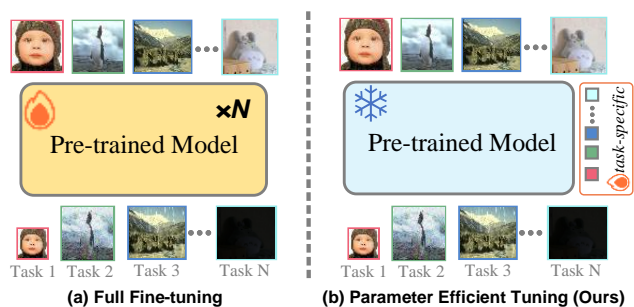 ×N
Pre-trained Model
Task 1 Task 2 Task 3 Task N
(a) Full Fine-tuning
Pre-trained Model
task-specific
Task 1 Task 2 Task 3 Task N
(b) Parameter Efficient Tuning (Ours)